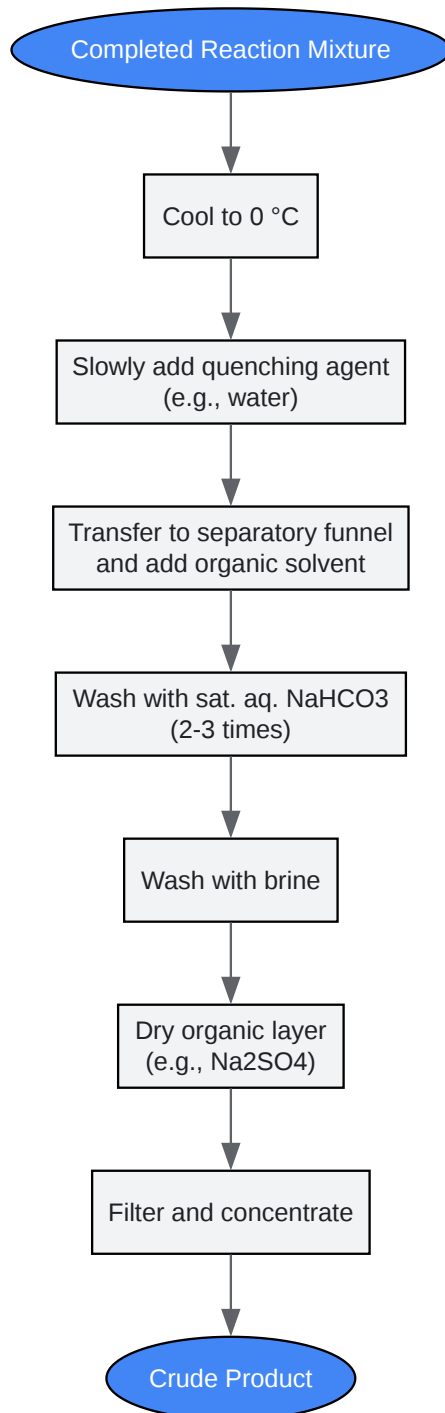 Completed Reaction Mixture
Cool to 0 °C
Slowly add quenching agent
(e.g., water)
Transfer to separatory funnel
and add organic solvent
Wash with sat. aq. NaHCO3
(2-3 times)
Wash with brine
Dry organic layer
(e.g., Na2SO4)
Filter and concentrate
Crude Product